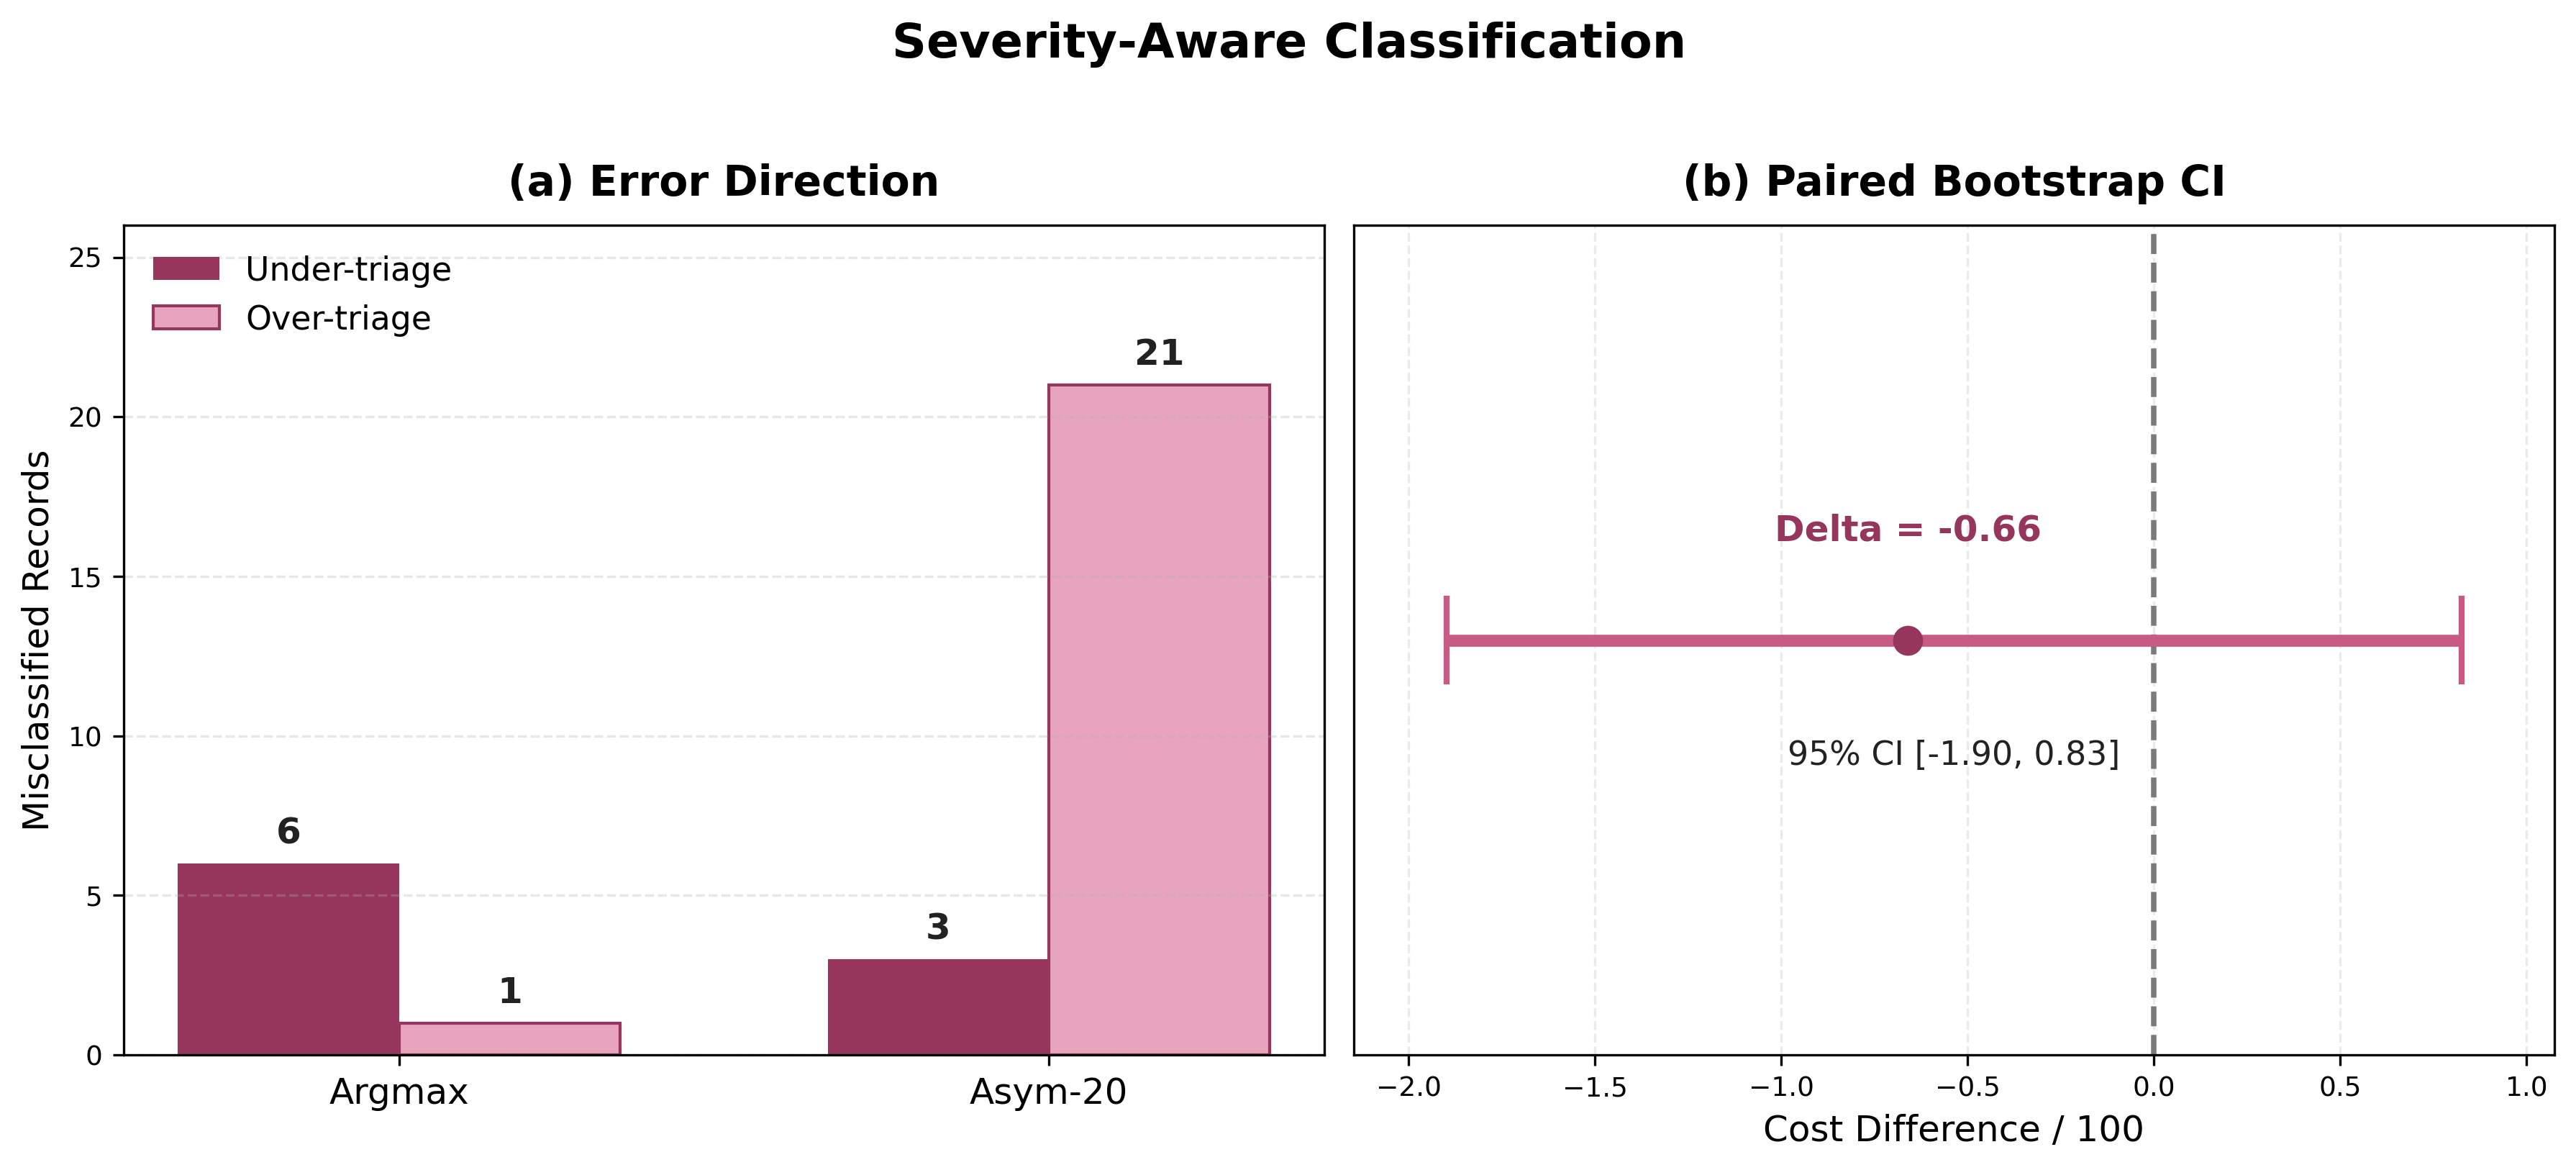 Severity-Aware Classification
(a) Error Direction
Under-triage
Over-triage
Misclassified Records
25
20
15
10
5
0
6
1
3
21
Argmax
Asym-20
(b) Paired Bootstrap CI
Delta = -0.66
95% CI [-1.90, 0.83]
−2.0
−1.5
−1.0
−0.5
0.0
0.5
1.0
Cost Difference / 100